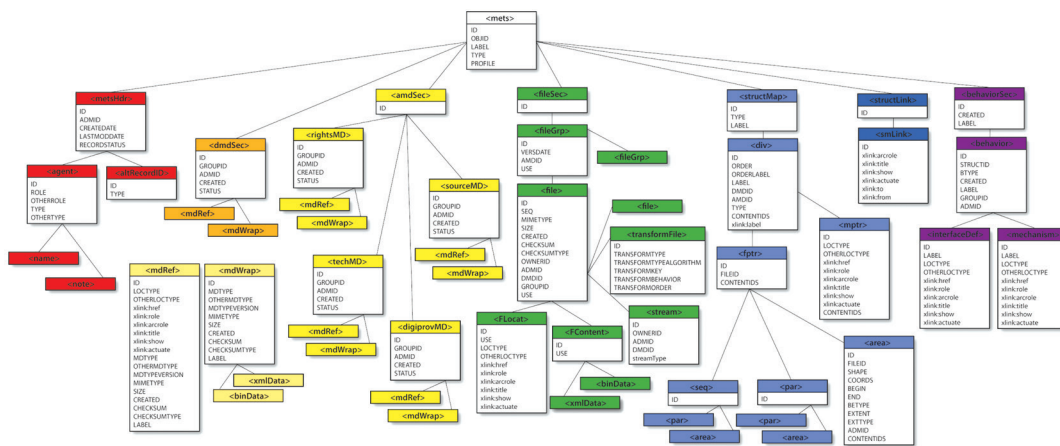 <mets>
ID
OBJID
LABEL
TYPE
PROFILE
<metsHdr>
ID
ADMID
CREATEDATE
LASTMODDATE
RECORDSTATUS
<agent>
ID
ROLE
OTHERROLE
TYPE
OTHERTYPE
<altRecordID>
ID
TYPE
<name>
<note>
<dmdSec>
ID
GROUPID
ADMID
CREATED
STATUS
<mdRef>
<mdWrap>
<mdRef>
ID
LOCTYPE
OTHERLOCTYPE
xlink:href
xlink:role
xlink:arcrole
xlink:title
xlink:show
xlink:actuate
MDTYPE
OTHERMDTYPE
MDTYPEVERSION
MIMETYPE
SIZE
CREATED
CHECKSUM
CHECKSUMTYPE
LABEL
<mdWrap>
ID
MDTYPE
OTHERMDTYPE
MDTYPEVERSION
MIMETYPE
SIZE
CREATED
CHECKSUM
CHECKSUMTYPE
LABEL
<xmlData>
<binData>
<amdSec>
ID
<rightsMD>
ID
GROUPID
ADMID
CREATED
STATUS
<mdRef>
<mdWrap>
<sourceMD>
ID
GROUPID
ADMID
CREATED
STATUS
<mdRef>
<mdWrap>
<techMD>
ID
GROUPID
ADMID
CREATED
STATUS
<mdRef>
<mdWrap>
<digiprovMD>
ID
GROUPID
ADMID
CREATED
STATUS
<mdRef>
<mdWrap>
<fileSec>
ID
<fileGrp>
ID
VERSDATE
AMDID
USE
<fileGrp>
<file>
ID
SEQ
MIMETYPE
SIZE
CREATED
CHECKSUM
CHECKSUMTYPE
OWNERID
ADMID
DMDID
GROUPID
USE
<file>
<transformFile>
ID
TRANSFORMTYPE
TRANSFORMTYPEALGORITHM
TRANSFORMKEY
TRANSFORMBEHAVIOR
TRANSFORMORDER
<stream>
ID
OWNERID
ADMID
DMDID
streamType
<FLocat>
ID
USE
LOCTYPE
OTHERLOCTYPE
xlink:href
xlink:role
xlink:arcrole
xlink:title
xlink:show
xlink:actuate
<FContent>
ID
USE
<binData>
<xmlData>
<structMap>
ID
TYPE
LABEL
<div>
ID
ORDER
ORDERLABEL
LABEL
DMDID
AMDID
TYPE
CONTENTIDS
xlink:label
<fptr>
ID
FILEID
CONTENTIDS
<mptr>
ID
LOCTYPE
OTHERLOCTYPE
xlink:href
xlink:role
xlink:arcrole
xlink:title
xlink:show
xlink:actuate
CONTENTIDS
<seq>
ID
<par>
<area>
<par>
ID
<par>
<area>
<area>
ID
FILEID
SHAPE
COORDS
BEGIN
END
BETYPE
EXTENT
EXTTYPE
ADMID
CONTENTIDS
<structLink>
ID
<smLink>
ID
xlink:arcrole
xlink:title
xlink:show
xlink:actuate
xlink:to
xlink:from
<behaviorSec>
ID
CREATED
LABEL
<behavior>
ID
STRUCTID
BTYPE
CREATED
LABEL
GROUPID
ADMID
<interfaceDef>
ID
LABEL
LOCTYPE
OTHERLOCTYPE
xlink:href
xlink:role
xlink:arcrole
xlink:title
xlink:show
xlink:actuate
<mechanism>
ID
LABEL
LOCTYPE
OTHERLOCTYPE
xlink:href
xlink:role
xlink:arcrole
xlink:title
xlink:show
xlink:actuate